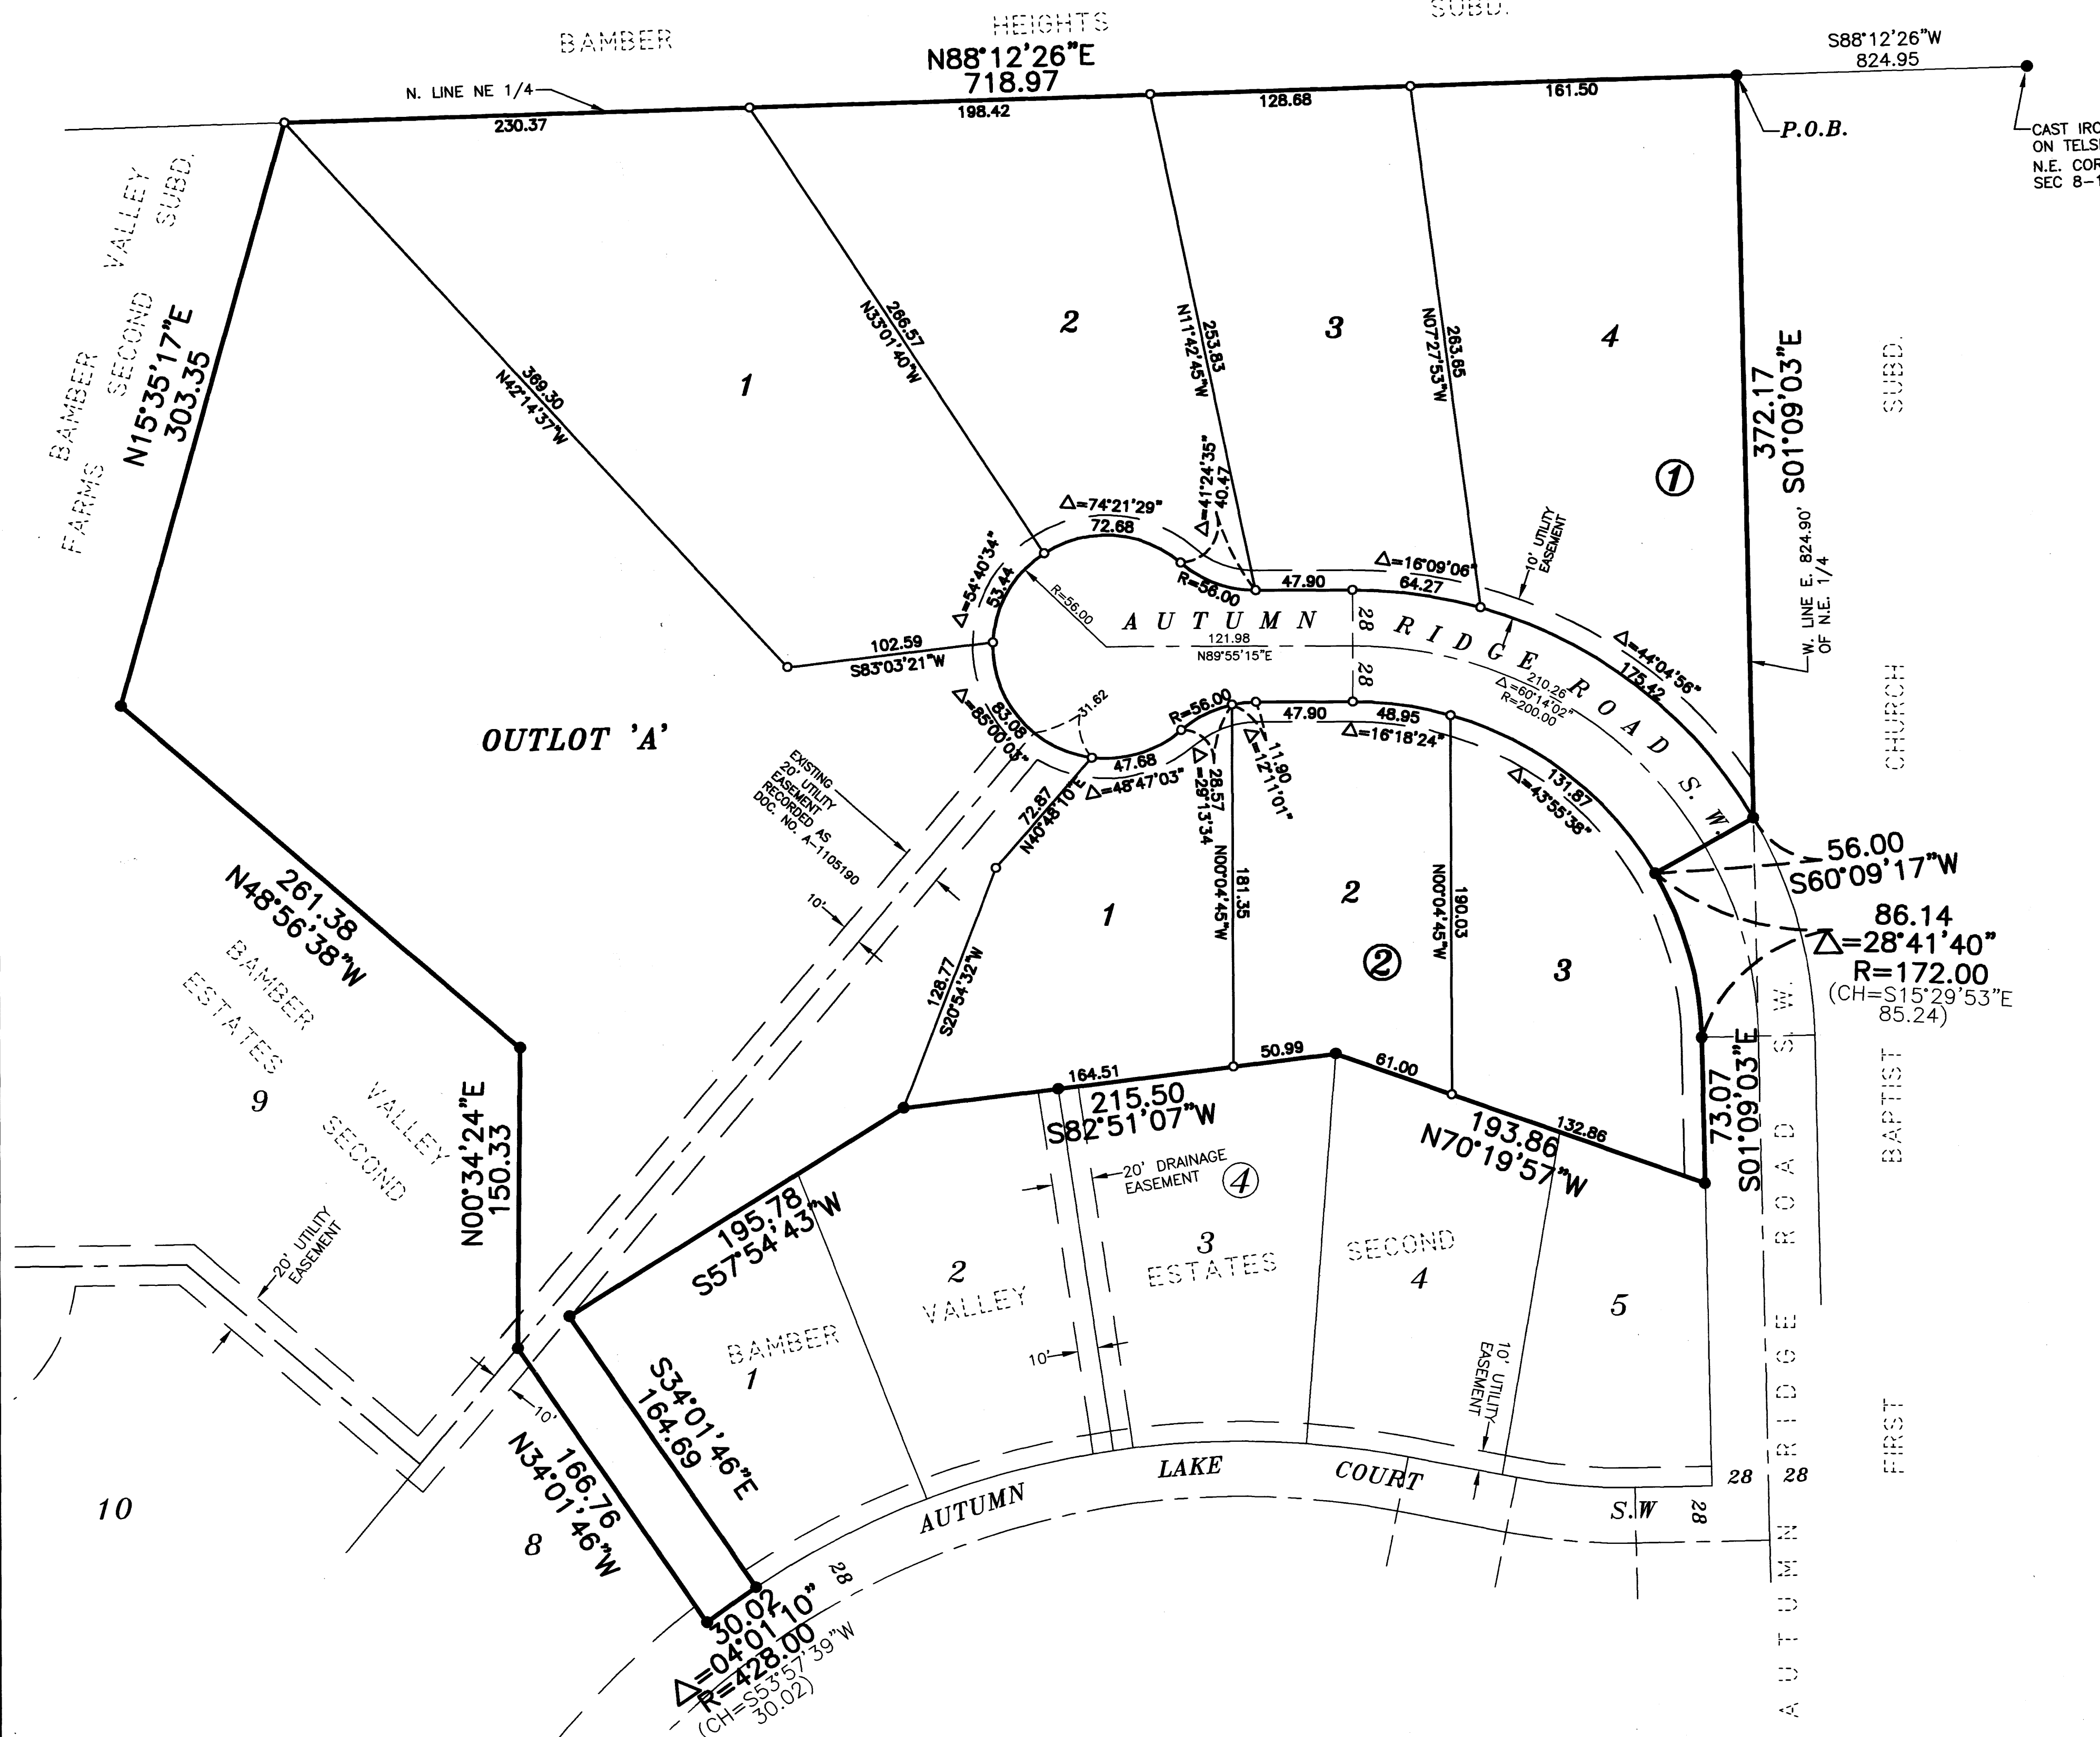 BAMBER HEIGHTS SUBD.
N88°12'26"E
718.97
S88°12'26"W
824.95
N. LINE NE 1/4
230.37
198.42
128.68
161.50
P.O.B.
CAST IRO
ON TELS
N.E. COR
SEC 8-1
BAMBER VALLEY
FARMS SECOND SUBD.
N15°35'17"E
303.35
369.30
N42°14'37"W
1
266.57
N33°01'40"W
2
253.83
N11°42'45"W
3
263.65
N07°27'53"W
4
①
372.17
S01°09'03"E
W. LINE E. 824.90'
OF N.E. 1/4
SUBD.
CHURCH
BAPTIST
FIRST
Δ=74°21'29"
72.68
Δ=41°24'35"
40.47
R=56.00
47.90
Δ=16°09'06"
64.27
10' UTILITY
EASEMENT
Δ=54°40'34"
53.44
R=56.00
AUTUMN RIDGE ROAD S.W.
121.98
N89°55'15"E
28
28
210.26
Δ=60°14'02"
R=200.00
Δ=44°04'56"
175.42
102.59
S83°03'21"W
OUTLOT 'A'
83.08
Δ=85°00'03"
31.62
R=56.00
47.68
Δ=48°47'03"
28.57
Δ=29°13'34
11.90
Δ=12°11'01"
47.90
48.95
Δ=16°18'24"
131.87
Δ=43°55'38"
72.87
N40°48'10"E
EXISTING
20' UTILITY
EASEMENT
RECORDED AS
DOC. NO. A-1105190
10'
128.77
S20°54'32"W
1
181.35
N00°04'45"W
2
②
190.03
N00°04'45"W
3
56.00
S60°09'17"W
86.14
Δ=28°41'40"
R=172.00
(CH=S15°29'53"E
85.24)
73.07
S01°09'03"E
261.38
N48°56'38"W
BAMBER VALLEY
ESTATES SECOND
9
N00°34'24"E
150.33
164.51
50.99
215.50
S82°51'07"W
61.00
132.86
193.86
N70°19'57"W
195.78
S57°54'43"W
20' DRAINAGE
EASEMENT
④
20' UTILITY
EASEMENT
BAMBER VALLEY ESTATES SECOND
1
2
3
4
5
10'
10' UTILITY
EASEMENT
10'
S34°01'46"E
164.69
166.76
N34°01'46"W
10
8
AUTUMN LAKE COURT S.W
28
28
28
28
30.02
Δ=04°01'10"
R=428.00
(CH=S53°57'39"W
30.02)
AUTUMN RIDGE ROAD S.W.